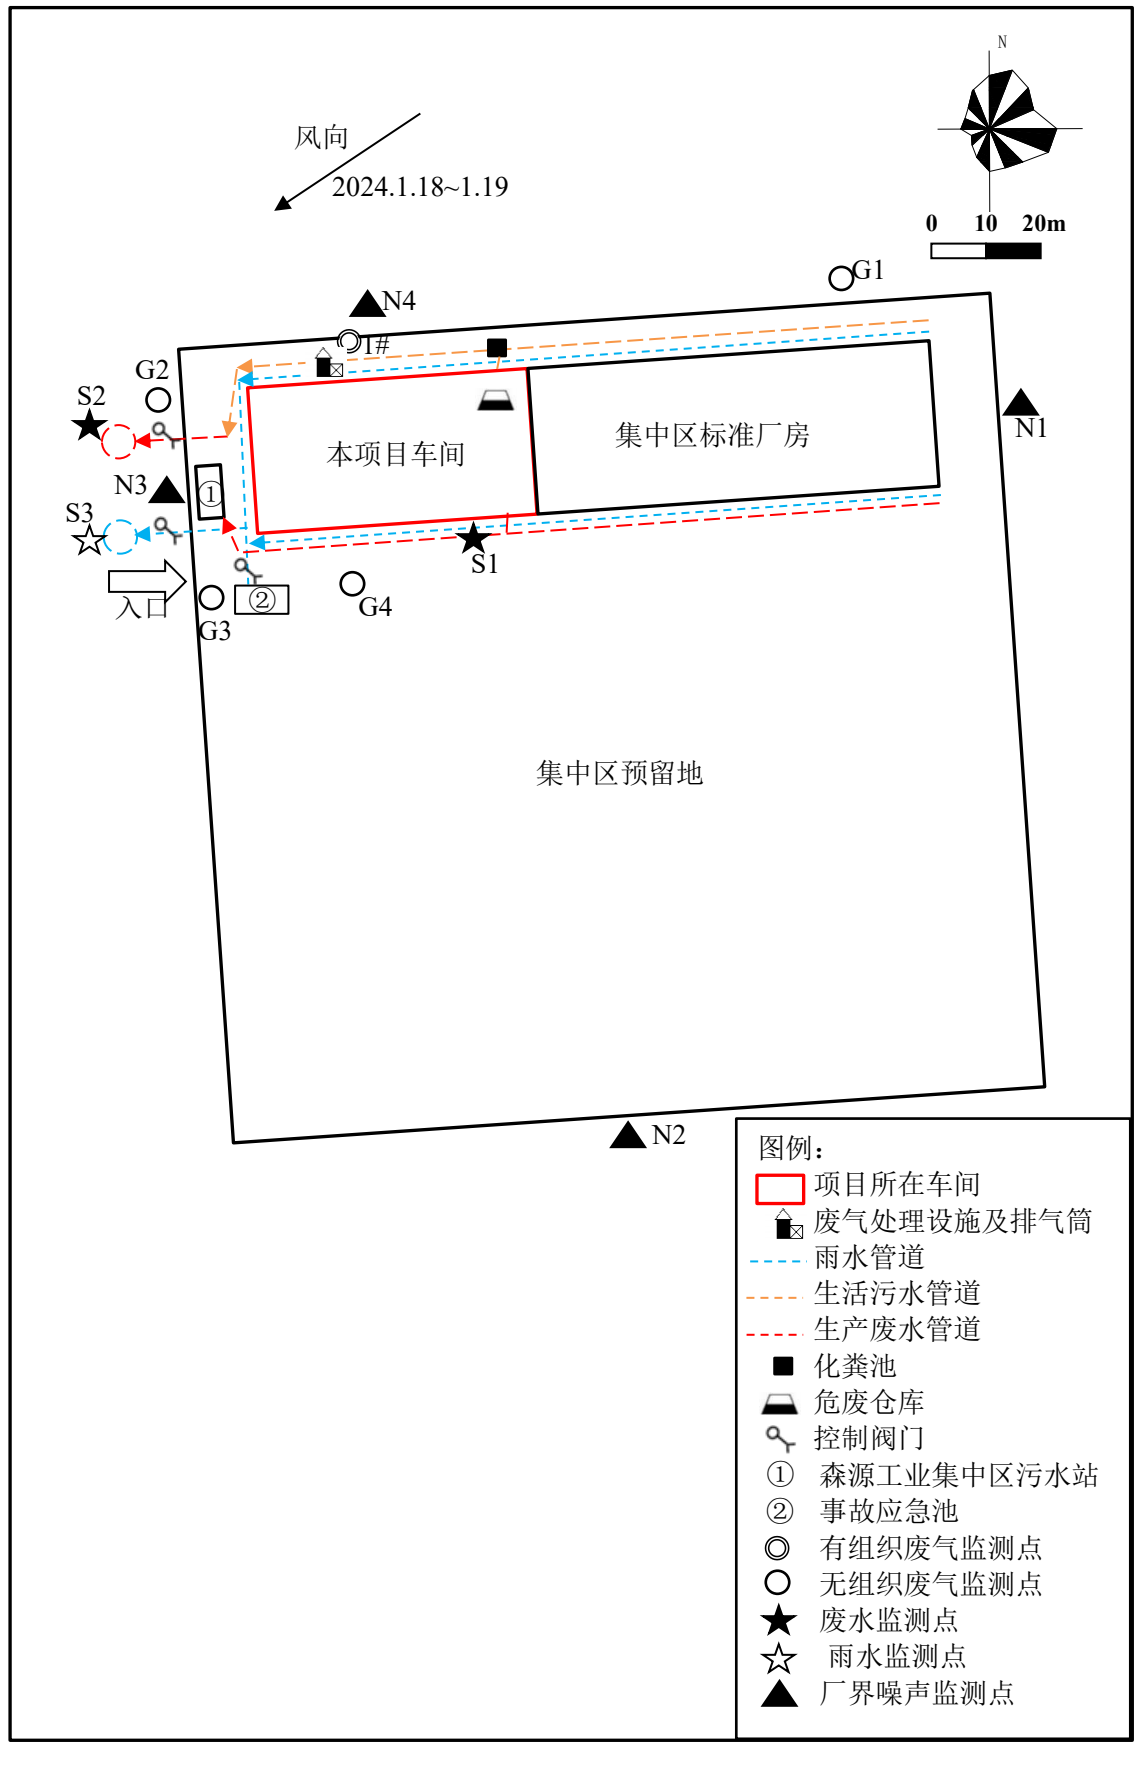 N
风向
2024.1.18~1.19
0 10 20m
G1
N4
1#
G2
S2
N1
集中区标准厂房
本项目车间
N3
①
S3
S1
入口
②
G4
G3
集中区预留地
N2
图例：
项目所在车间
废气处理设施及排气筒
雨水管道
生活污水管道
生产废水管道
化粪池
危废仓库
控制阀门
① 森源工业集中区污水站
② 事故应急池
有组织废气监测点
无组织废气监测点
废水监测点
雨水监测点
厂界噪声监测点